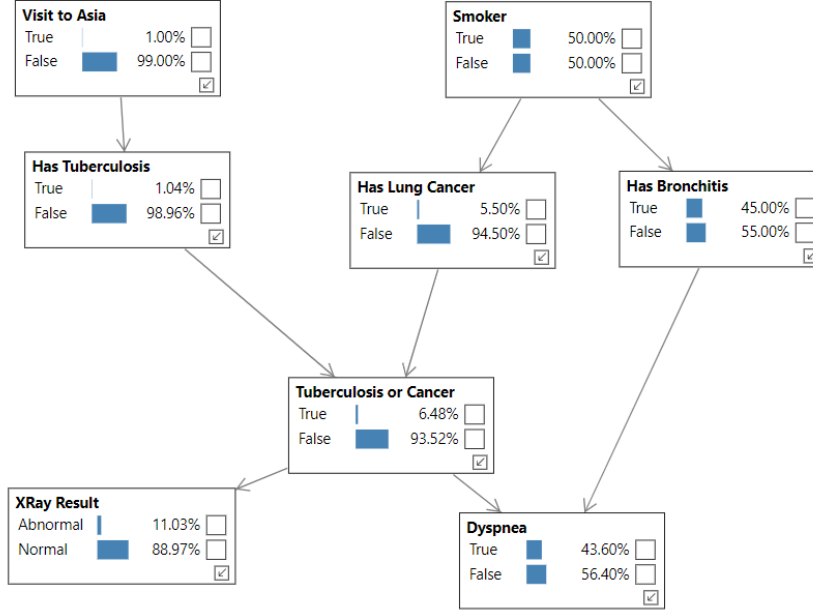 Visit to Asia
True 1.00%
False 99.00%
Smoker
True 50.00%
False 50.00%
Has Tuberculosis
True 1.04%
False 98.96%
Has Lung Cancer
True 5.50%
False 94.50%
Has Bronchitis
True 45.00%
False 55.00%
Tuberculosis or Cancer
True 6.48%
False 93.52%
XRay Result
Abnormal 11.03%
Normal 88.97%
Dyspnea
True 43.60%
False 56.40%